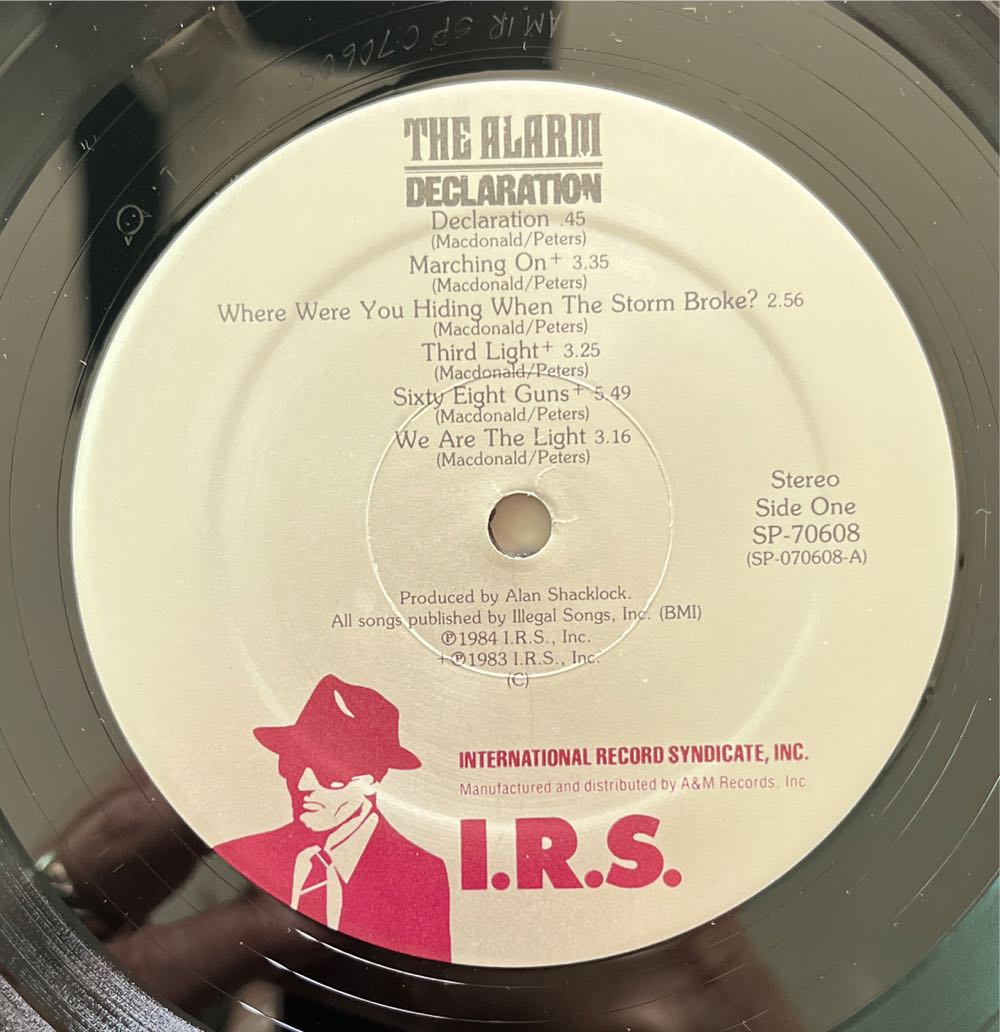 THE ALARM
DECLARATION
Declaration .45
(Macdonald/Peters)
Marching On+ 3.35
(Macdonald/Peters)
Where Were You Hiding When The Storm Broke? 2.56
(Macdonald/Peters)
Third Light+ 3.25
(Macdonald/Peters)
Sixty Eight Guns+ 5.49
(Macdonald/Peters)
We Are The Light 3.16
(Macdonald/Peters)
Stereo
Side One
SP-70608
(SP-070608-A)
Produced by Alan Shacklock.
All songs published by Illegal Songs, Inc. (BMI)
℗1984 I.R.S., Inc.
+℗1983 I.R.S., Inc.
(C)
INTERNATIONAL RECORD SYNDICATE, INC.
Manufactured and distributed by A&M Records, Inc.
I.R.S.